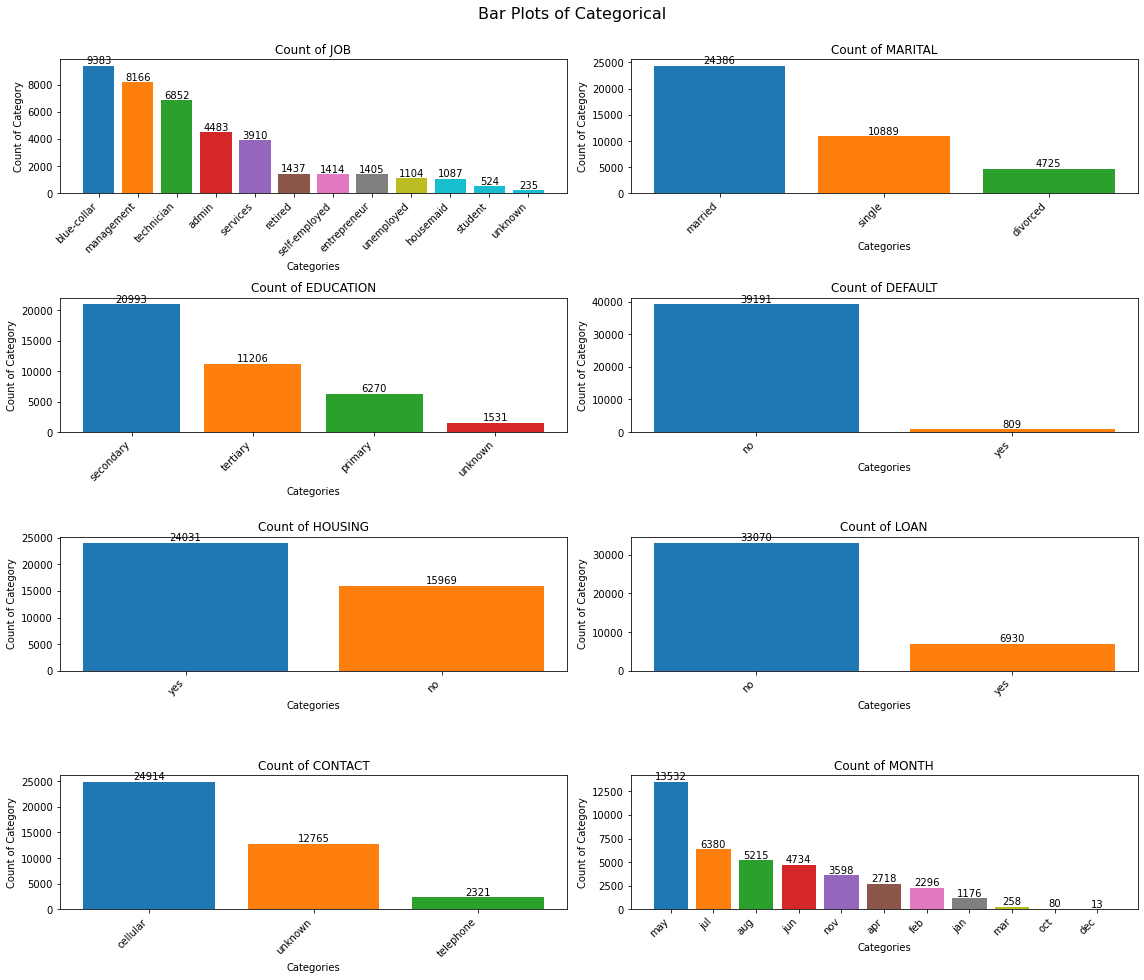 Bar Plots of Categorical
Count of JOB
Count of Category
8000
6000
4000
2000
0
9383
8166
6852
4483
3910
1437
1414
1405
1104
1087
524
235
blue-collar
management
technician
admin
services
retired
self-employed
entrepreneur
unemployed
housemaid
student
unknown
Categories
Count of MARITAL
Count of Category
25000
20000
15000
10000
5000
0
24386
10889
4725
married
single
divorced
Categories
Count of EDUCATION
Count of Category
20000
15000
10000
5000
0
20993
11206
6270
1531
secondary
tertiary
primary
unknown
Categories
Count of DEFAULT
Count of Category
40000
30000
20000
10000
0
39191
809
no
yes
Categories
Count of HOUSING
Count of Category
25000
20000
15000
10000
5000
0
24031
15969
yes
no
Categories
Count of LOAN
Count of Category
30000
20000
10000
0
33070
6930
no
yes
Categories
Count of CONTACT
Count of Category
25000
20000
15000
10000
5000
0
24914
12765
2321
cellular
unknown
telephone
Categories
Count of MONTH
Count of Category
12500
10000
7500
5000
2500
0
13532
6380
5215
4734
3598
2718
2296
1176
258
80
13
may
jul
aug
jun
nov
apr
feb
jan
mar
oct
dec
Categories